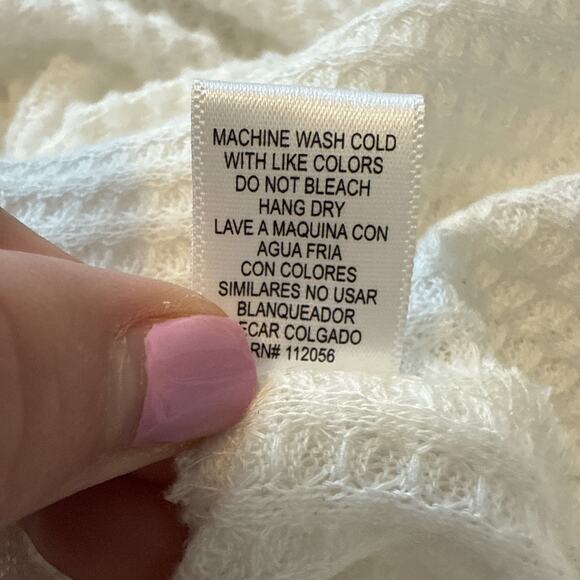 MACHINE WASH COLD
WITH LIKE COLORS
DO NOT BLEACH
HANG DRY
LAVE A MAQUINA CON
AGUA FRIA
CON COLORES
SIMILARES NO USAR
BLANQUEADOR
ECAR COLGADO
RN# 112056